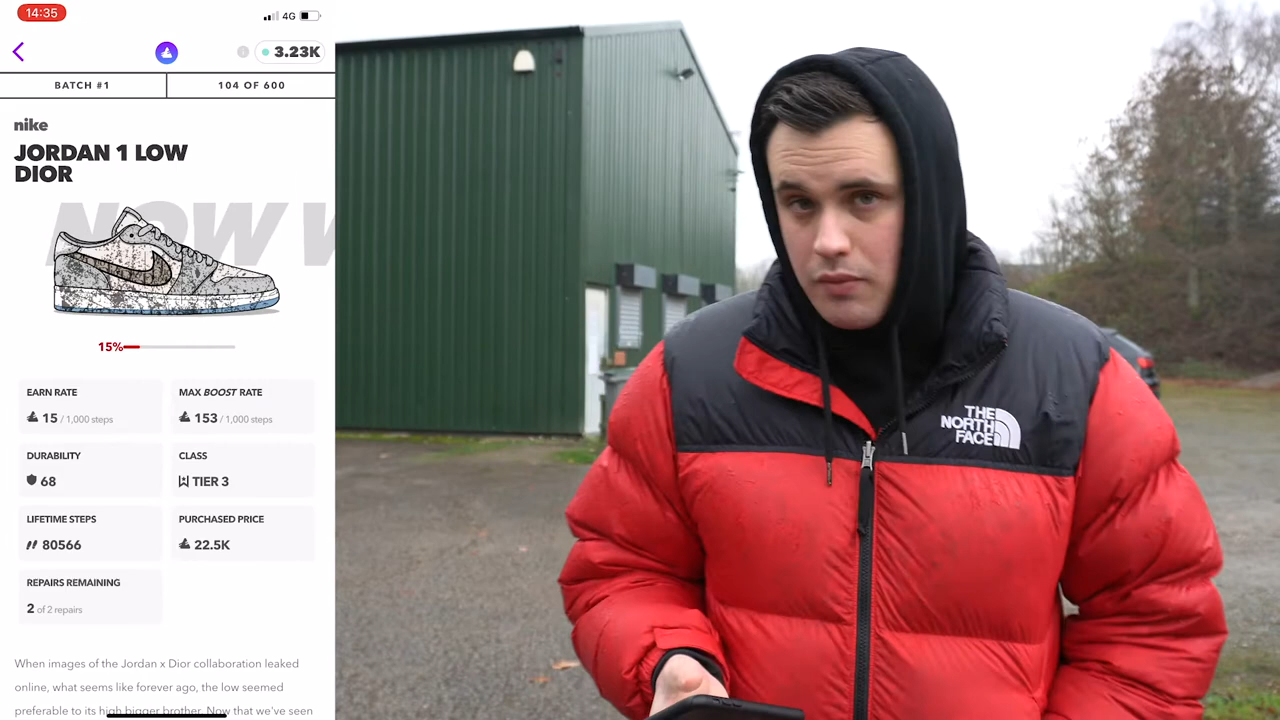 14:35
4G
3.23K
BATCH #1
104 OF 600
nike
JORDAN 1 LOW
DIOR
NOW W
15%
EARN RATE
MAX BOOST RATE
15 / 1,000 steps
153 / 1,000 steps
DURABILITY
CLASS
68
TIER 3
LIFETIME STEPS
PURCHASED PRICE
80566
22.5K
REPAIRS REMAINING
2 of 2 repairs
When images of the Jordan x Dior collaboration leaked
online, what seems like forever ago, the low seemed
preferable to its high bigger brother. Now that we've seen
THE
NORTH
FACE